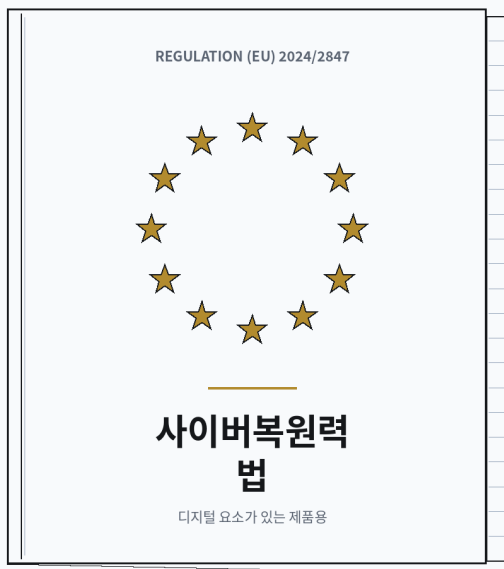 REGULATION (EU) 2024/2847
사이버복원력
법
디지털 요소가 있는 제품용